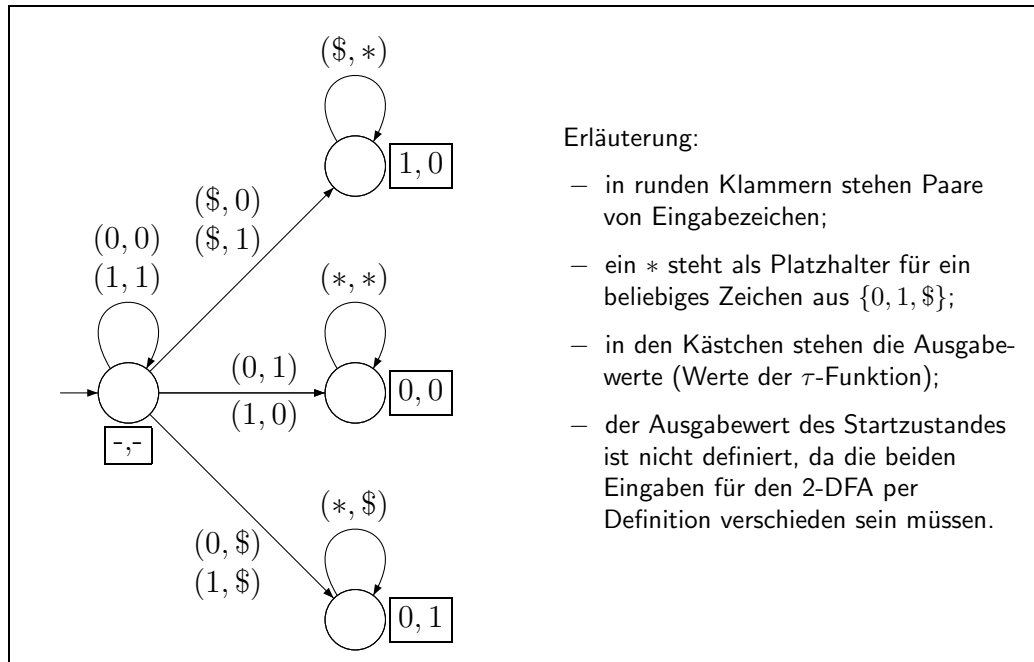 ($, *)
1, 0
($, 0)
($, 1)
(0, 0)
(1, 1)
(*, *)
(0, 1)
(1, 0)
0, 0
-,-
(*, $)
(0, $)
(1, $)
0, 1
Erläuterung:
– in runden Klammern stehen Paare
von Eingabezeichen;
– ein * steht als Platzhalter für ein
beliebiges Zeichen aus {0, 1, $};
– in den Kästchen stehen die Ausgabe-
werte (Werte der τ-Funktion);
– der Ausgabewert des Startzustandes
ist nicht definiert, da die beiden
Eingaben für den 2-DFA per
Definition verschieden sein müssen.